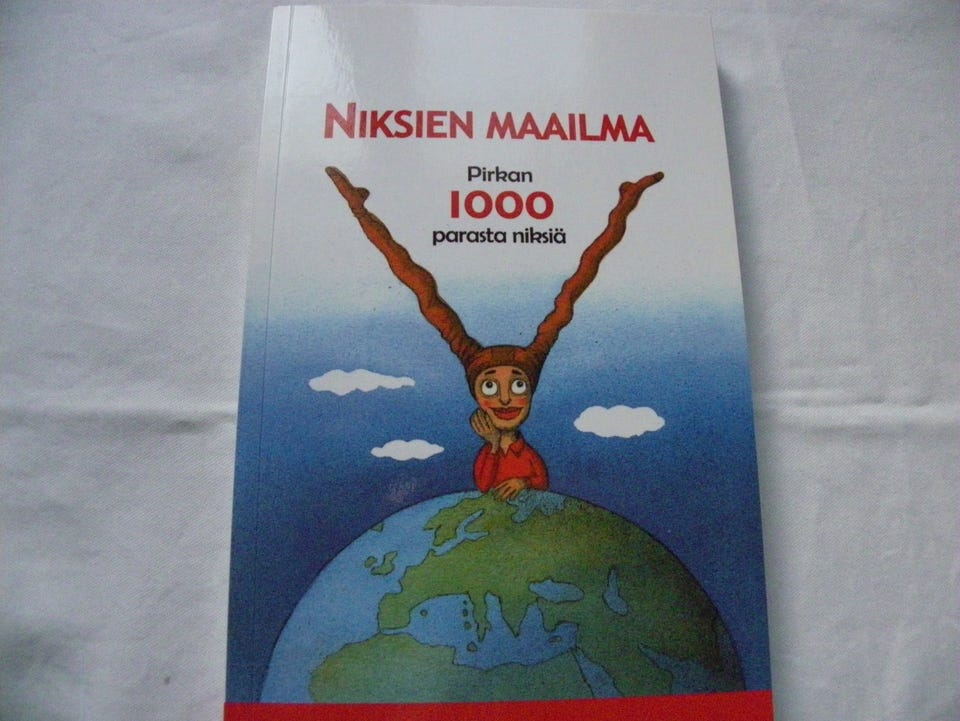 NIKSIEN MAAILMA
Pirkan
1000
parasta niksiä